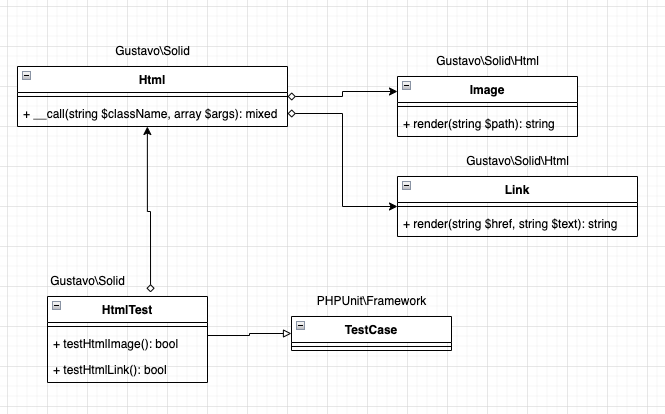 Gustavo\Solid
Html
+ __call(string $className, array $args): mixed
Gustavo\Solid\Html
Image
+ render(string $path): string
Gustavo\Solid\Html
Link
+ render(string $href, string $text): string
Gustavo\Solid
HtmlTest
+ testHtmlImage(): bool
+ testHtmlLink(): bool
PHPUnit\Framework
TestCase